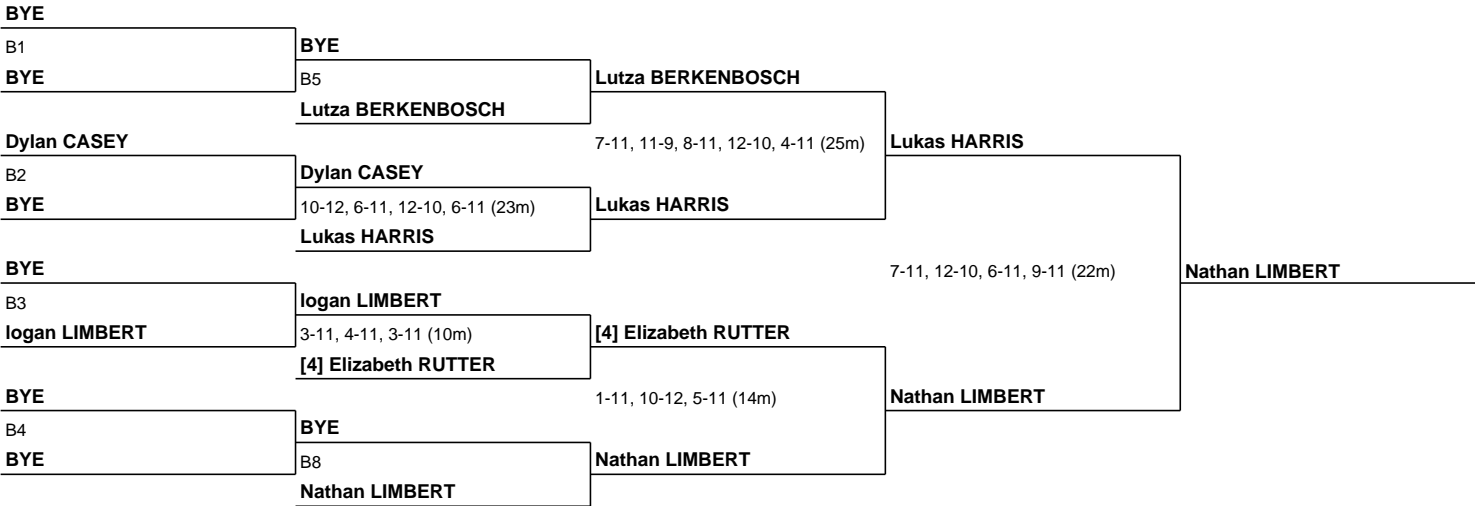 BYE
B1
BYE
BYE
B5
Lutza BERKENBOSCH
Lutza BERKENBOSCH
Dylan CASEY
B2
BYE
Dylan CASEY
10-12, 6-11, 12-10, 6-11 (23m)
Lukas HARRIS
Lukas HARRIS
7-11, 11-9, 8-11, 12-10, 4-11 (25m)
Lukas HARRIS
BYE
B3
logan LIMBERT
logan LIMBERT
3-11, 4-11, 3-11 (10m)
[4] Elizabeth RUTTER
[4] Elizabeth RUTTER
BYE
B4
BYE
BYE
B8
Nathan LIMBERT
Nathan LIMBERT
1-11, 10-12, 5-11 (14m)
Nathan LIMBERT
7-11, 12-10, 6-11, 9-11 (22m)
Nathan LIMBERT